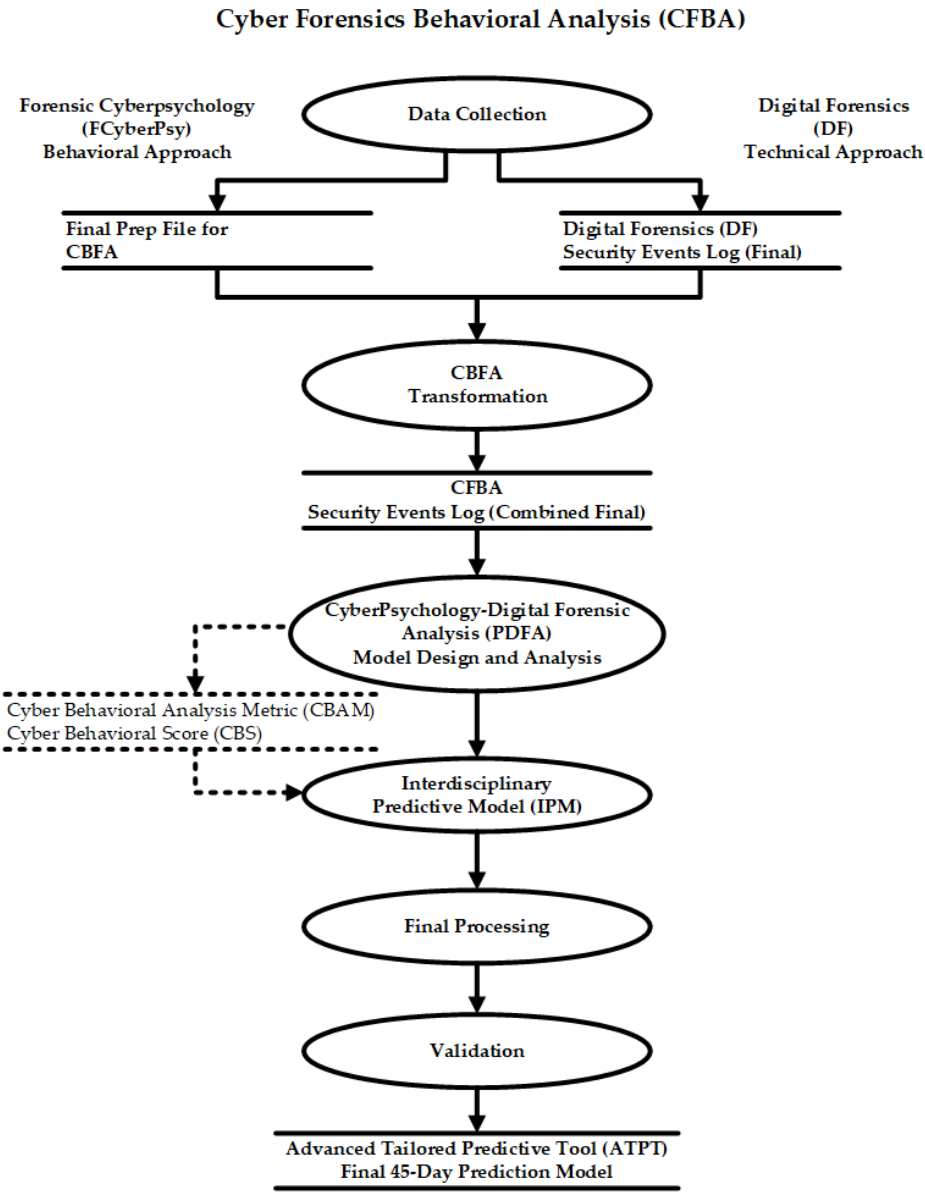 Cyber Forensics Behavioral Analysis (CFBA)
Forensic Cyberpsychology
(FCyberPsy)
Behavioral Approach
Data Collection
Digital Forensics
(DF)
Technical Approach
Final Prep File for
CBFA
Digital Forensics (DF)
Security Events Log (Final)
CBFA
Transformation
CFBA
Security Events Log (Combined Final)
CyberPsychology-Digital Forensic
Analysis (PDFA)
Model Design and Analysis
Cyber Behavioral Analysis Metric (CBAM)
Cyber Behavioral Score (CBS)
Interdisciplinary
Predictive Model (IPM)
Final Processing
Validation
Advanced Tailored Predictive Tool (ATPT)
Final 45-Day Prediction Model